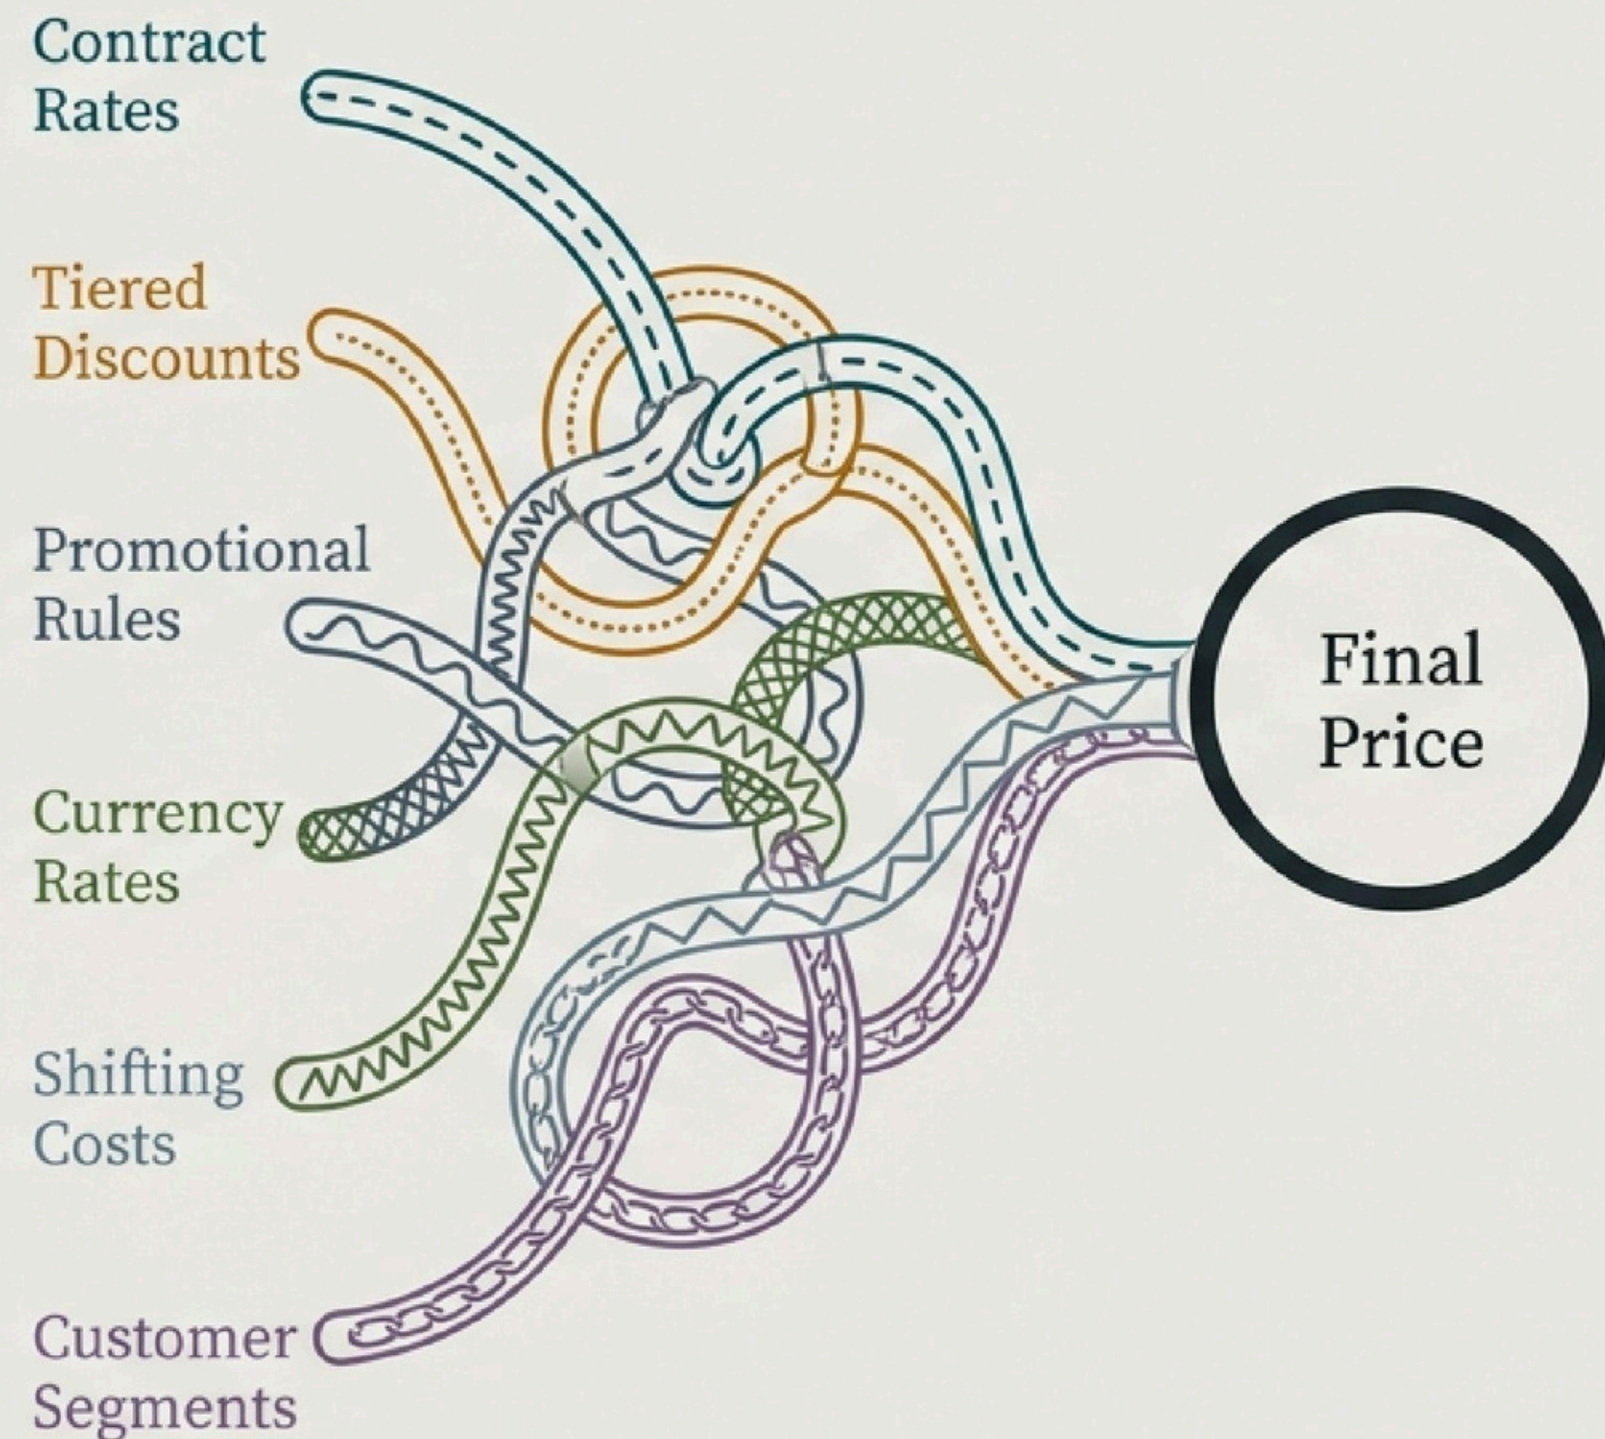 Contract
Rates
Tiered
Discounts
Promotional
Rules
Currency
Rates
Shifting
Costs
Customer
Segments
Final
Price